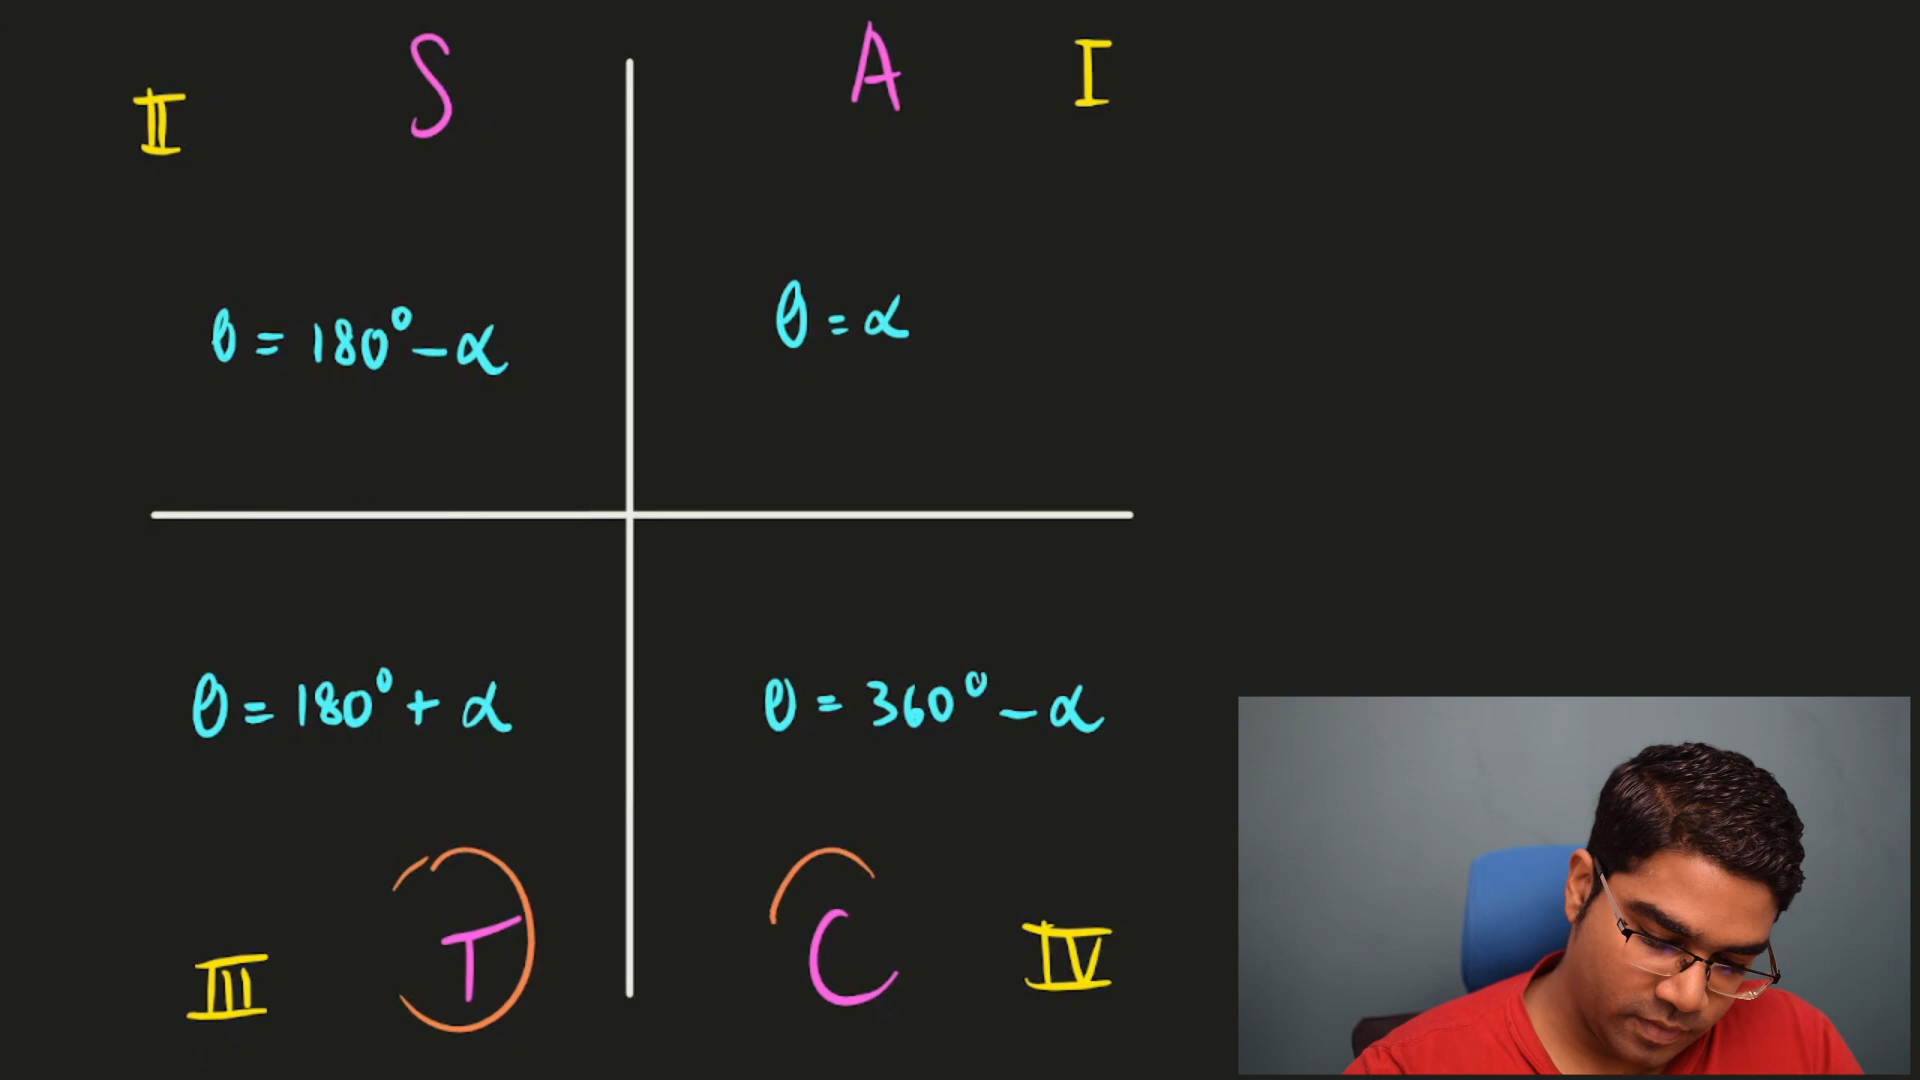 II S A I
θ = 180° - α θ = α
θ = 180° + α θ = 360° - α
III T C IV